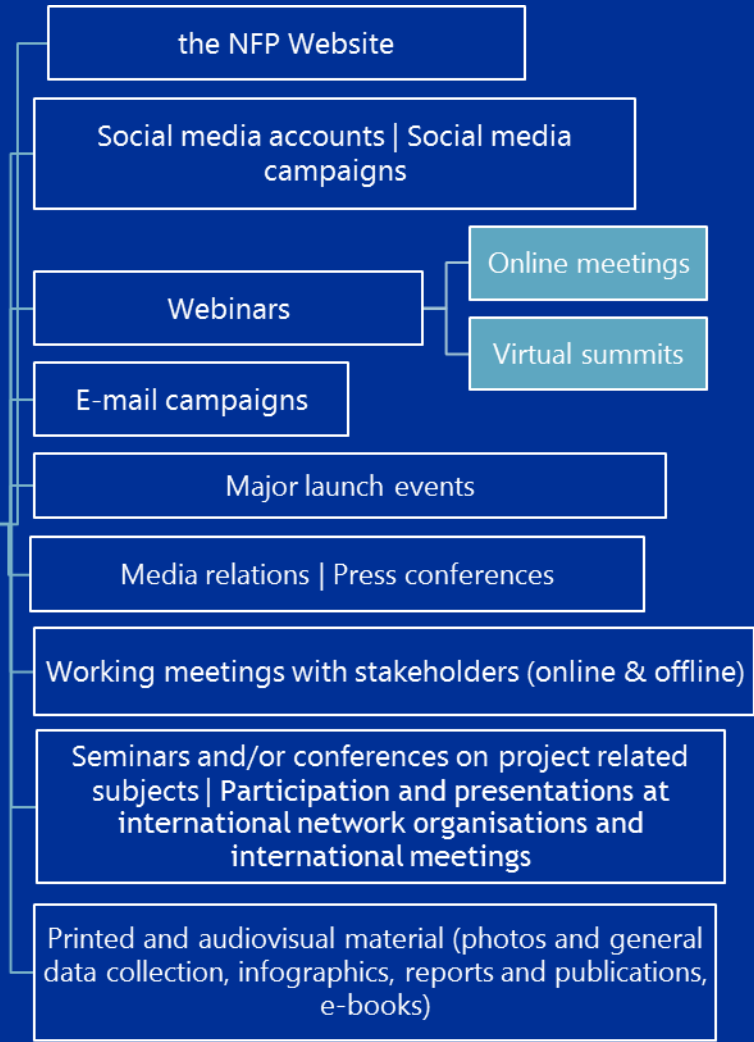 the NFP Website
Social media accounts | Social media
campaigns
Webinars
Online meetings
Virtual summits
E-mail campaigns
Major launch events
Media relations | Press conferences
Working meetings with stakeholders (online & offline)
Seminars and/or conferences on project related
subjects | Participation and presentations at
international network organisations and
international meetings
Printed and audiovisual material (photos and general
data collection, infographics, reports and publications,
e-books)